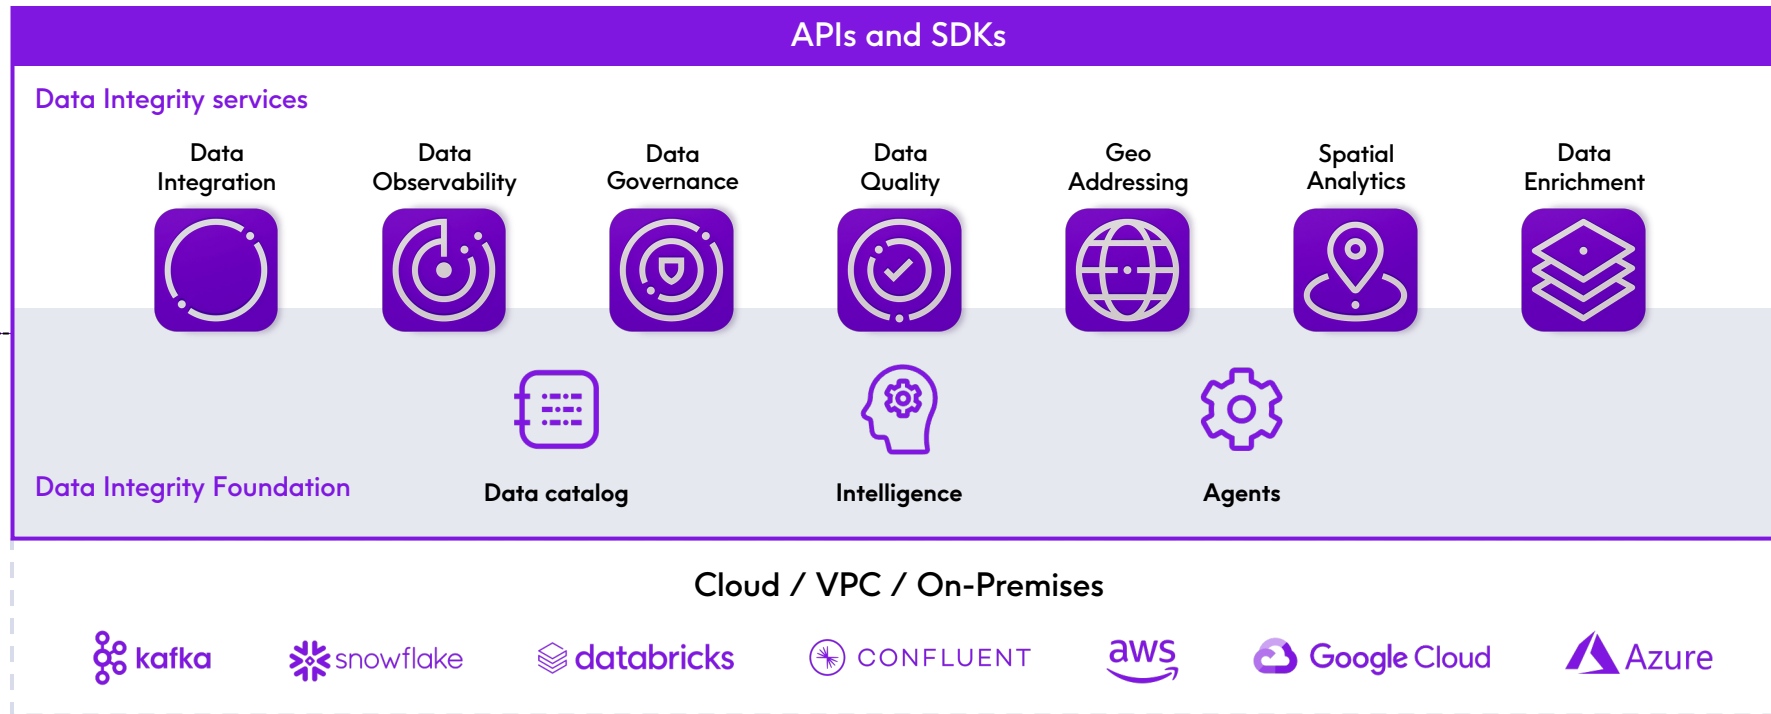 APIs and SDKs
Data Integrity services
Data
Integration
Data
Observability
Data
Governance
Data
Quality
Geo
Addressing
Spatial
Analytics
Data
Enrichment
Data Integrity Foundation
Data catalog
Intelligence
Agents
Cloud / VPC / On-Premises
kafka
snowflake
databricks
CONFLUENT
aws
Google Cloud
Azure